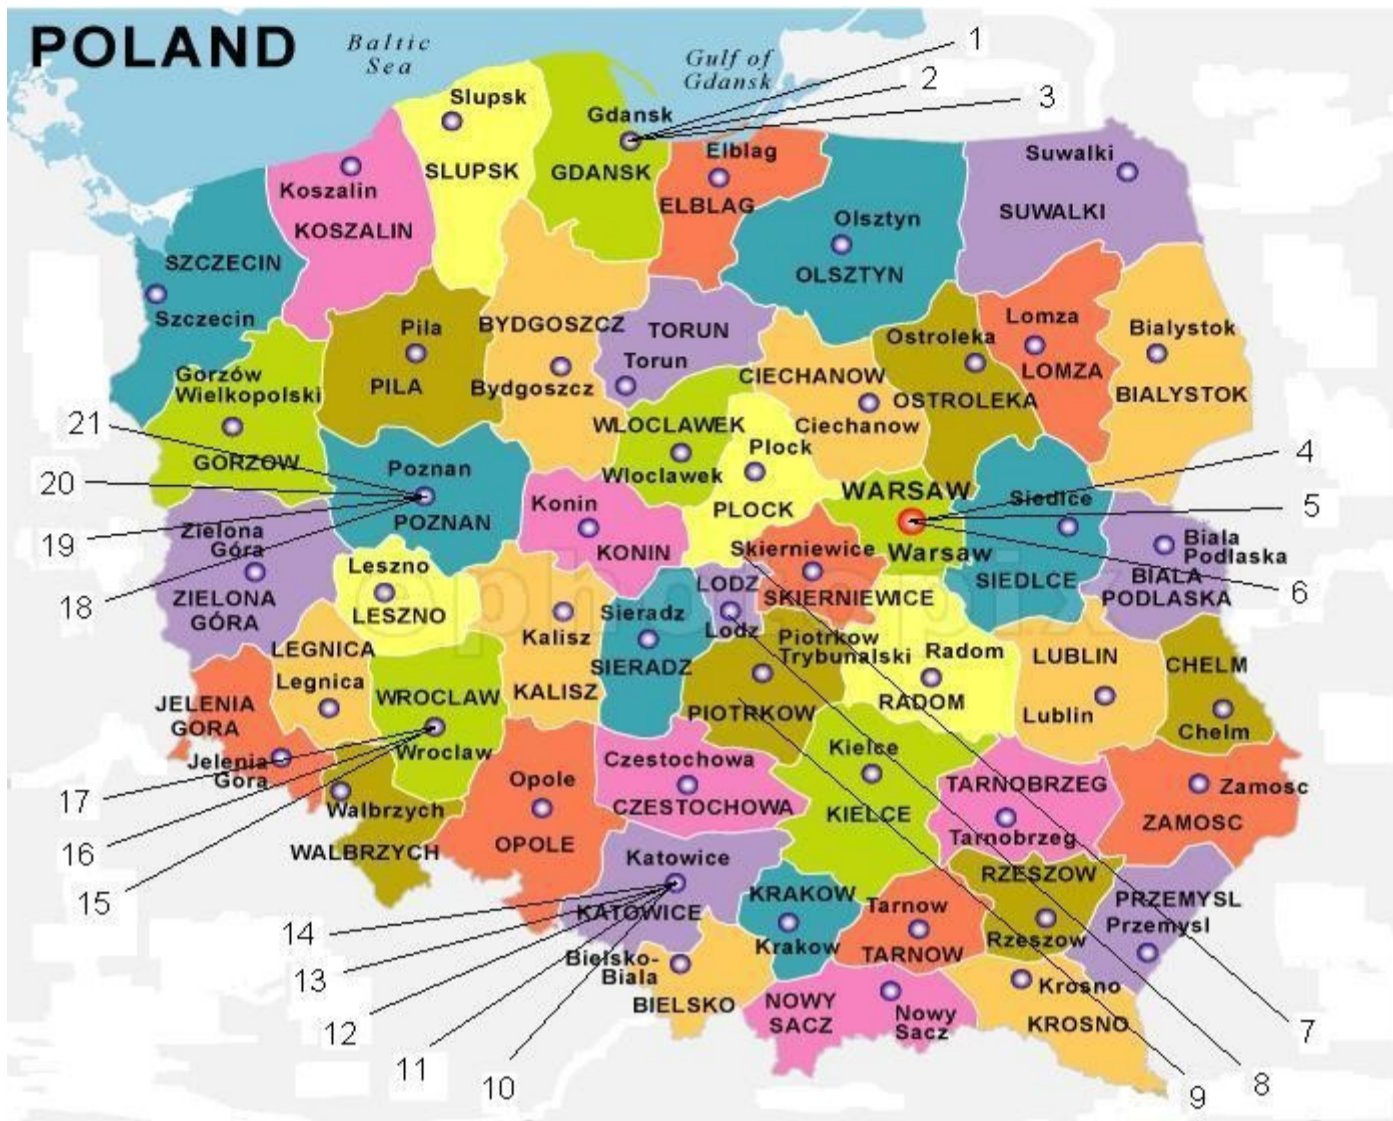 POLAND
Baltic
Sea
Gulf of
Gdansk
1
2
3
Slupsk
SLUPSK
Gdansk
GDANSK
Elblag
ELBLAG
Suwalki
SUWALKI
Koszalin
KOSZALIN
Olsztyn
OLSZTYN
SZCZECIN
Szczecin
Pila
PILA
BYDGOSZCZ
Bydgoszcz
TORUN
Torun
Ostroleka
OSTROLEKA
Lomza
LOMZA
Bialystok
BIALYSTOK
Gorzów
Wielkopolski
GORZOW
CIECHANOW
Ciechanow
WLOCLAWEK
Wloclawek
Plock
PLOCK
21
20
19
18
Poznan
POZNAN
Konin
KONIN
WARSAW
Warsaw
Siedlce
SIEDLCE
4
5
6
Zielona
Góra
ZIELONA
GÓRA
Leszno
LESZNO
Skierniewice
SKIERNIEWICE
Biala
Podlaska
BIALA
PODLASKA
LODZ
Lodz
Kalisz
KALISZ
Sieradz
SIERADZ
Piotrkow
Trybunalski
PIOTRKOW
Radom
RADOM
LUBLIN
Lublin
CHELM
Chelm
LEGNICA
Legnica
WROCLAW
Wroclaw
JELENIA
GORA
Jelenia
Góra
17
16
15
Walbrzych
WALBRZYCH
Opole
OPOLE
Czestochowa
CZESTOCHOWA
Kielce
KIELCE
TARNOBRZEG
Tarnobrzeg
Zamosc
ZAMOSC
Katowice
KATOWICE
KRAKOW
Krakow
Tarnow
TARNOW
RZESZOW
Rzeszow
PRZEMYSL
Przemysl
14
13
12
11
10
Bielsko-
Biala
BIELSKO
NOWY
SACZ
Nowy
Sacz
Krosno
KROSNO
7
8
9